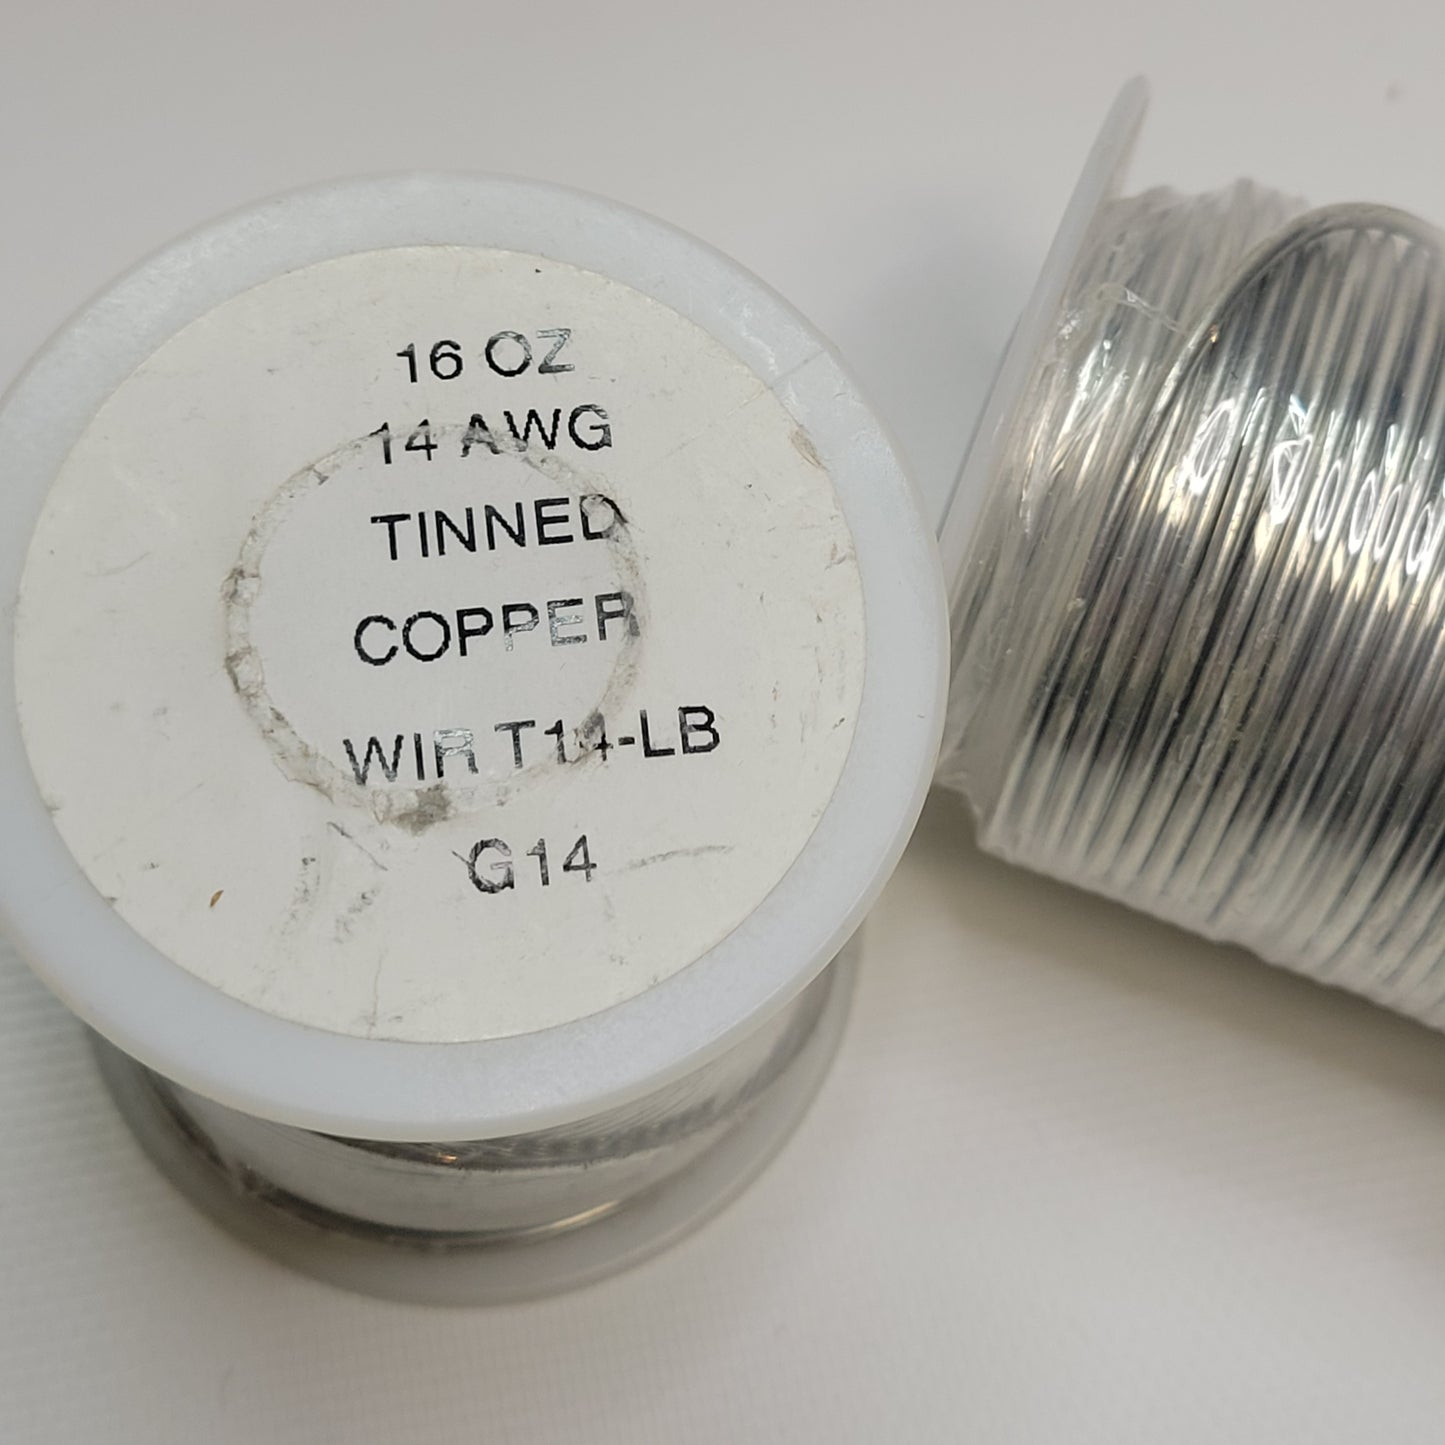 16 OZ
14 AWG
TINNED
COPPER
WIR T14-LB
G14